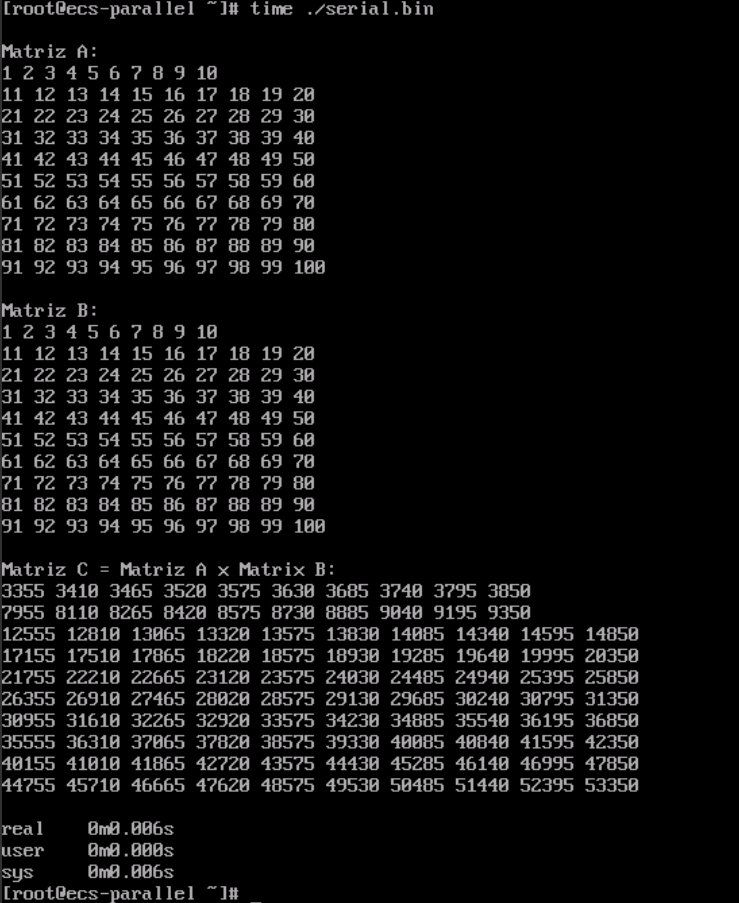 [root@ecs-parallel ~]# time ./serial.bin
Matriz A:
1 2 3 4 5 6 7 8 9 10
11 12 13 14 15 16 17 18 19 20
21 22 23 24 25 26 27 28 29 30
31 32 33 34 35 36 37 38 39 40
41 42 43 44 45 46 47 48 49 50
51 52 53 54 55 56 57 58 59 60
61 62 63 64 65 66 67 68 69 70
71 72 73 74 75 76 77 78 79 80
81 82 83 84 85 86 87 88 89 90
91 92 93 94 95 96 97 98 99 100
Matriz B:
1 2 3 4 5 6 7 8 9 10
11 12 13 14 15 16 17 18 19 20
21 22 23 24 25 26 27 28 29 30
31 32 33 34 35 36 37 38 39 40
41 42 43 44 45 46 47 48 49 50
51 52 53 54 55 56 57 58 59 60
61 62 63 64 65 66 67 68 69 70
71 72 73 74 75 76 77 78 79 80
81 82 83 84 85 86 87 88 89 90
91 92 93 94 95 96 97 98 99 100
Matriz C = Matriz A x Matrix B:
3355 3410 3465 3520 3575 3630 3685 3740 3795 3850
7955 8110 8265 8420 8575 8730 8885 9040 9195 9350
12555 12810 13065 13320 13575 13830 14085 14340 14595 14850
17155 17510 17865 18220 18575 18930 19285 19640 19995 20350
21755 22210 22665 23120 23575 24030 24485 24940 25395 25850
26355 26910 27465 28020 28575 29130 29685 30240 30795 31350
30955 31610 32265 32920 33575 34230 34885 35540 36195 36850
35555 36310 37065 37820 38575 39330 40085 40840 41595 42350
40155 41010 41865 42720 43575 44430 45285 46140 46995 47850
44755 45710 46665 47620 48575 49530 50485 51440 52395 53350
real 0m0.006s
user 0m0.000s
sys 0m0.006s
[root@ecs-parallel ~]# _